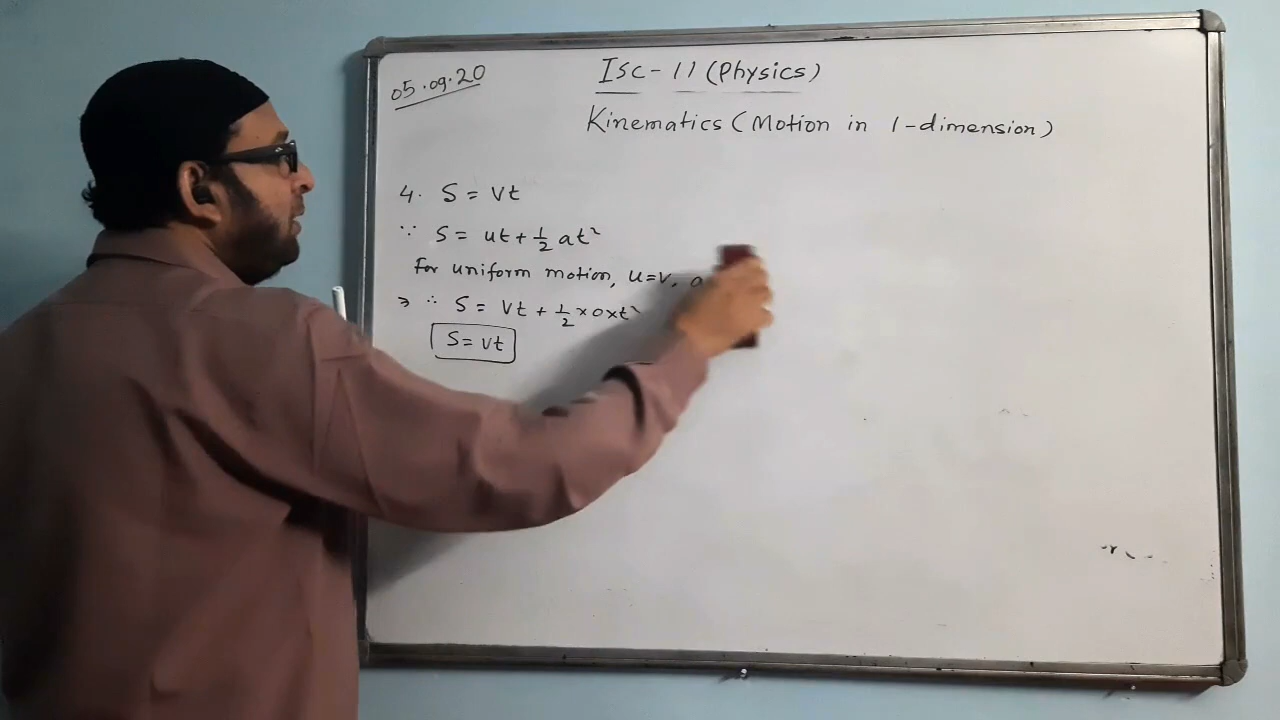 05.09.20
ISC-11 (Physics)
Kinematics (Motion in 1-dimension)
4. S = vt
∵ S = ut + ½ at²
For uniform motion, u=v, a
⇒ ∴ S = vt + ½ × 0 × t²
S = vt